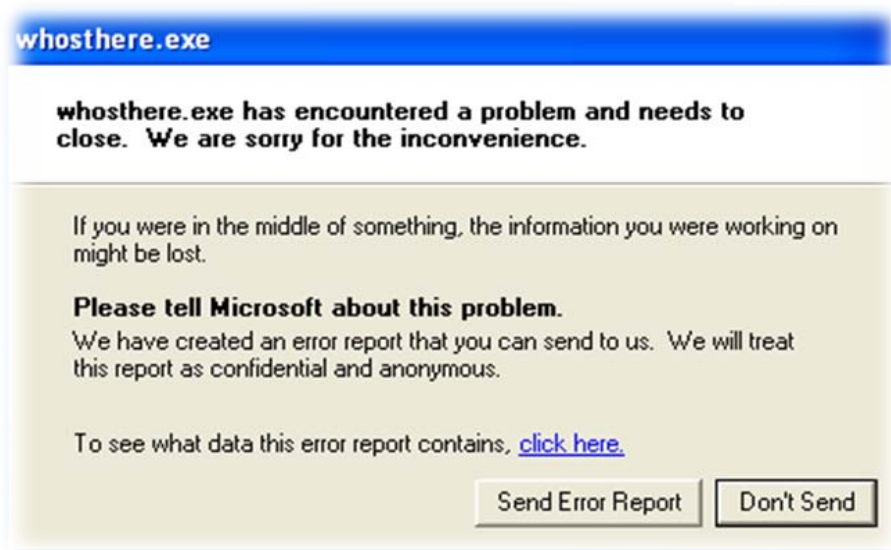 whosthere.exe
whosthere.exe has encountered a problem and needs to
close.  We are sorry for the inconvenience.
If you were in the middle of something, the information you were working on
might be lost.
Please tell Microsoft about this problem.
We have created an error report that you can send to us.  We will treat
this report as confidential and anonymous.
To see what data this error report contains, click here.
Send Error Report Don't Send